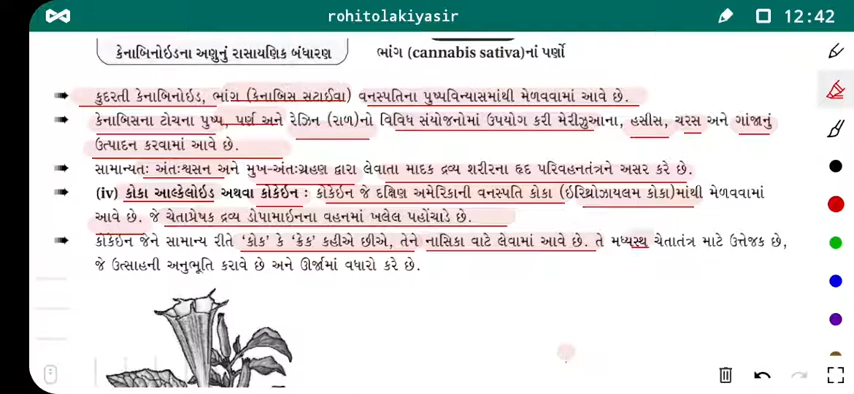 rohitolakiyasir
12:42
કેનાબિનોઇડના અણુનું રાસાયણિક બંધારણ
ભાંગ (cannabis sativa)નાં પર્ણો
➠ કુદરતી કેનાબિનોઇડ, ભાંગ (કેનાબિસ સટાઈવા) વનસ્પતિના પુષ્પવિન્યાસમાંથી મેળવવામાં આવે છે.
➠ કેનાબિસના ટોચના પુષ્પ, પર્ણ અને રેઝિન (રાળ)નો વિવિધ સંયોજનોમાં ઉપયોગ કરી મેરીઝુઆના, હસીસ, ચરસ અને ગાંજાનું
ઉત્પાદન કરવામાં આવે છે.
➠ સામાન્યતઃ અંતઃશ્વસન અને મુખ-અંતઃગ્રહણ દ્વારા લેવાતા માદક દ્રવ્ય શરીરના હૃદ પરિવહનતંત્રને અસર કરે છે.
➠ (iv) કોકા આલ્કેલોઇડ અથવા કોકેઇન : કોકેઇન જે દક્ષિણ અમેરિકાની વનસ્પતિ કોકા (ઇરિથ્રોઝાયલમ કોકા)માંથી મેળવવામાં
આવે છે. જે ચેતાપ્રેષક દ્રવ્ય ડોપામાઇનના વહનમાં ખલેલ પહોંચાડે છે.
➠ કોકેઇન જેને સામાન્ય રીતે ‘કોક’ કે ‘ક્રેક’ કહીએ છીએ, તેને નાસિકા વાટે લેવામાં આવે છે. તે મધ્યસ્થ ચેતાતંત્ર માટે ઉત્તેજક છે,
જે ઉત્સાહની અનુભૂતિ કરાવે છે અને ઊર્જામાં વધારો કરે છે.